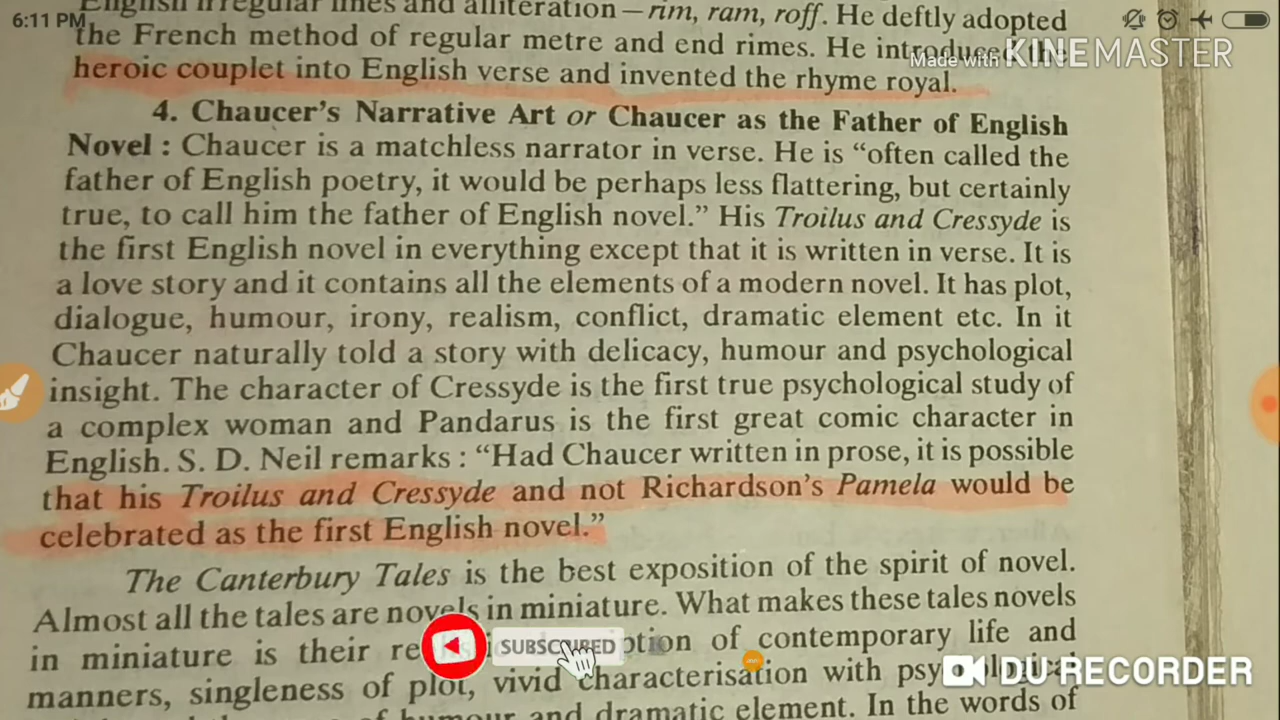 English irregular lines and alliteration—rim, ram, roff. He deftly adopted
6:11 PM
the French method of regular metre and end rimes. He introduced the
Made with KINEMASTER
heroic couplet into English verse and invented the rhyme royal.
4. Chaucer's Narrative Art or Chaucer as the Father of English
Novel : Chaucer is a matchless narrator in verse. He is “often called the
father of English poetry, it would be perhaps less flattering, but certainly
true, to call him the father of English novel.” His Troilus and Cressyde is
the first English novel in everything except that it is written in verse. It is
a love story and it contains all the elements of a modern novel. It has plot,
dialogue, humour, irony, realism, conflict, dramatic element etc. In it
Chaucer naturally told a story with delicacy, humour and psychological
insight. The character of Cressyde is the first true psychological study of
a complex woman and Pandarus is the first great comic character in
English. S. D. Neil remarks : “Had Chaucer written in prose, it is possible
that his Troilus and Cressyde and not Richardson's Pamela would be
celebrated as the first English novel.”
The Canterbury Tales is the best exposition of the spirit of novel.
Almost all the tales are novels in miniature. What makes these tales novels
in miniature is their of contemporary life and
SUBSCRIBED
manners, singleness of plot, vivid characterisation with psychological
DU RECORDER
of humour and dramatic element. In the words of